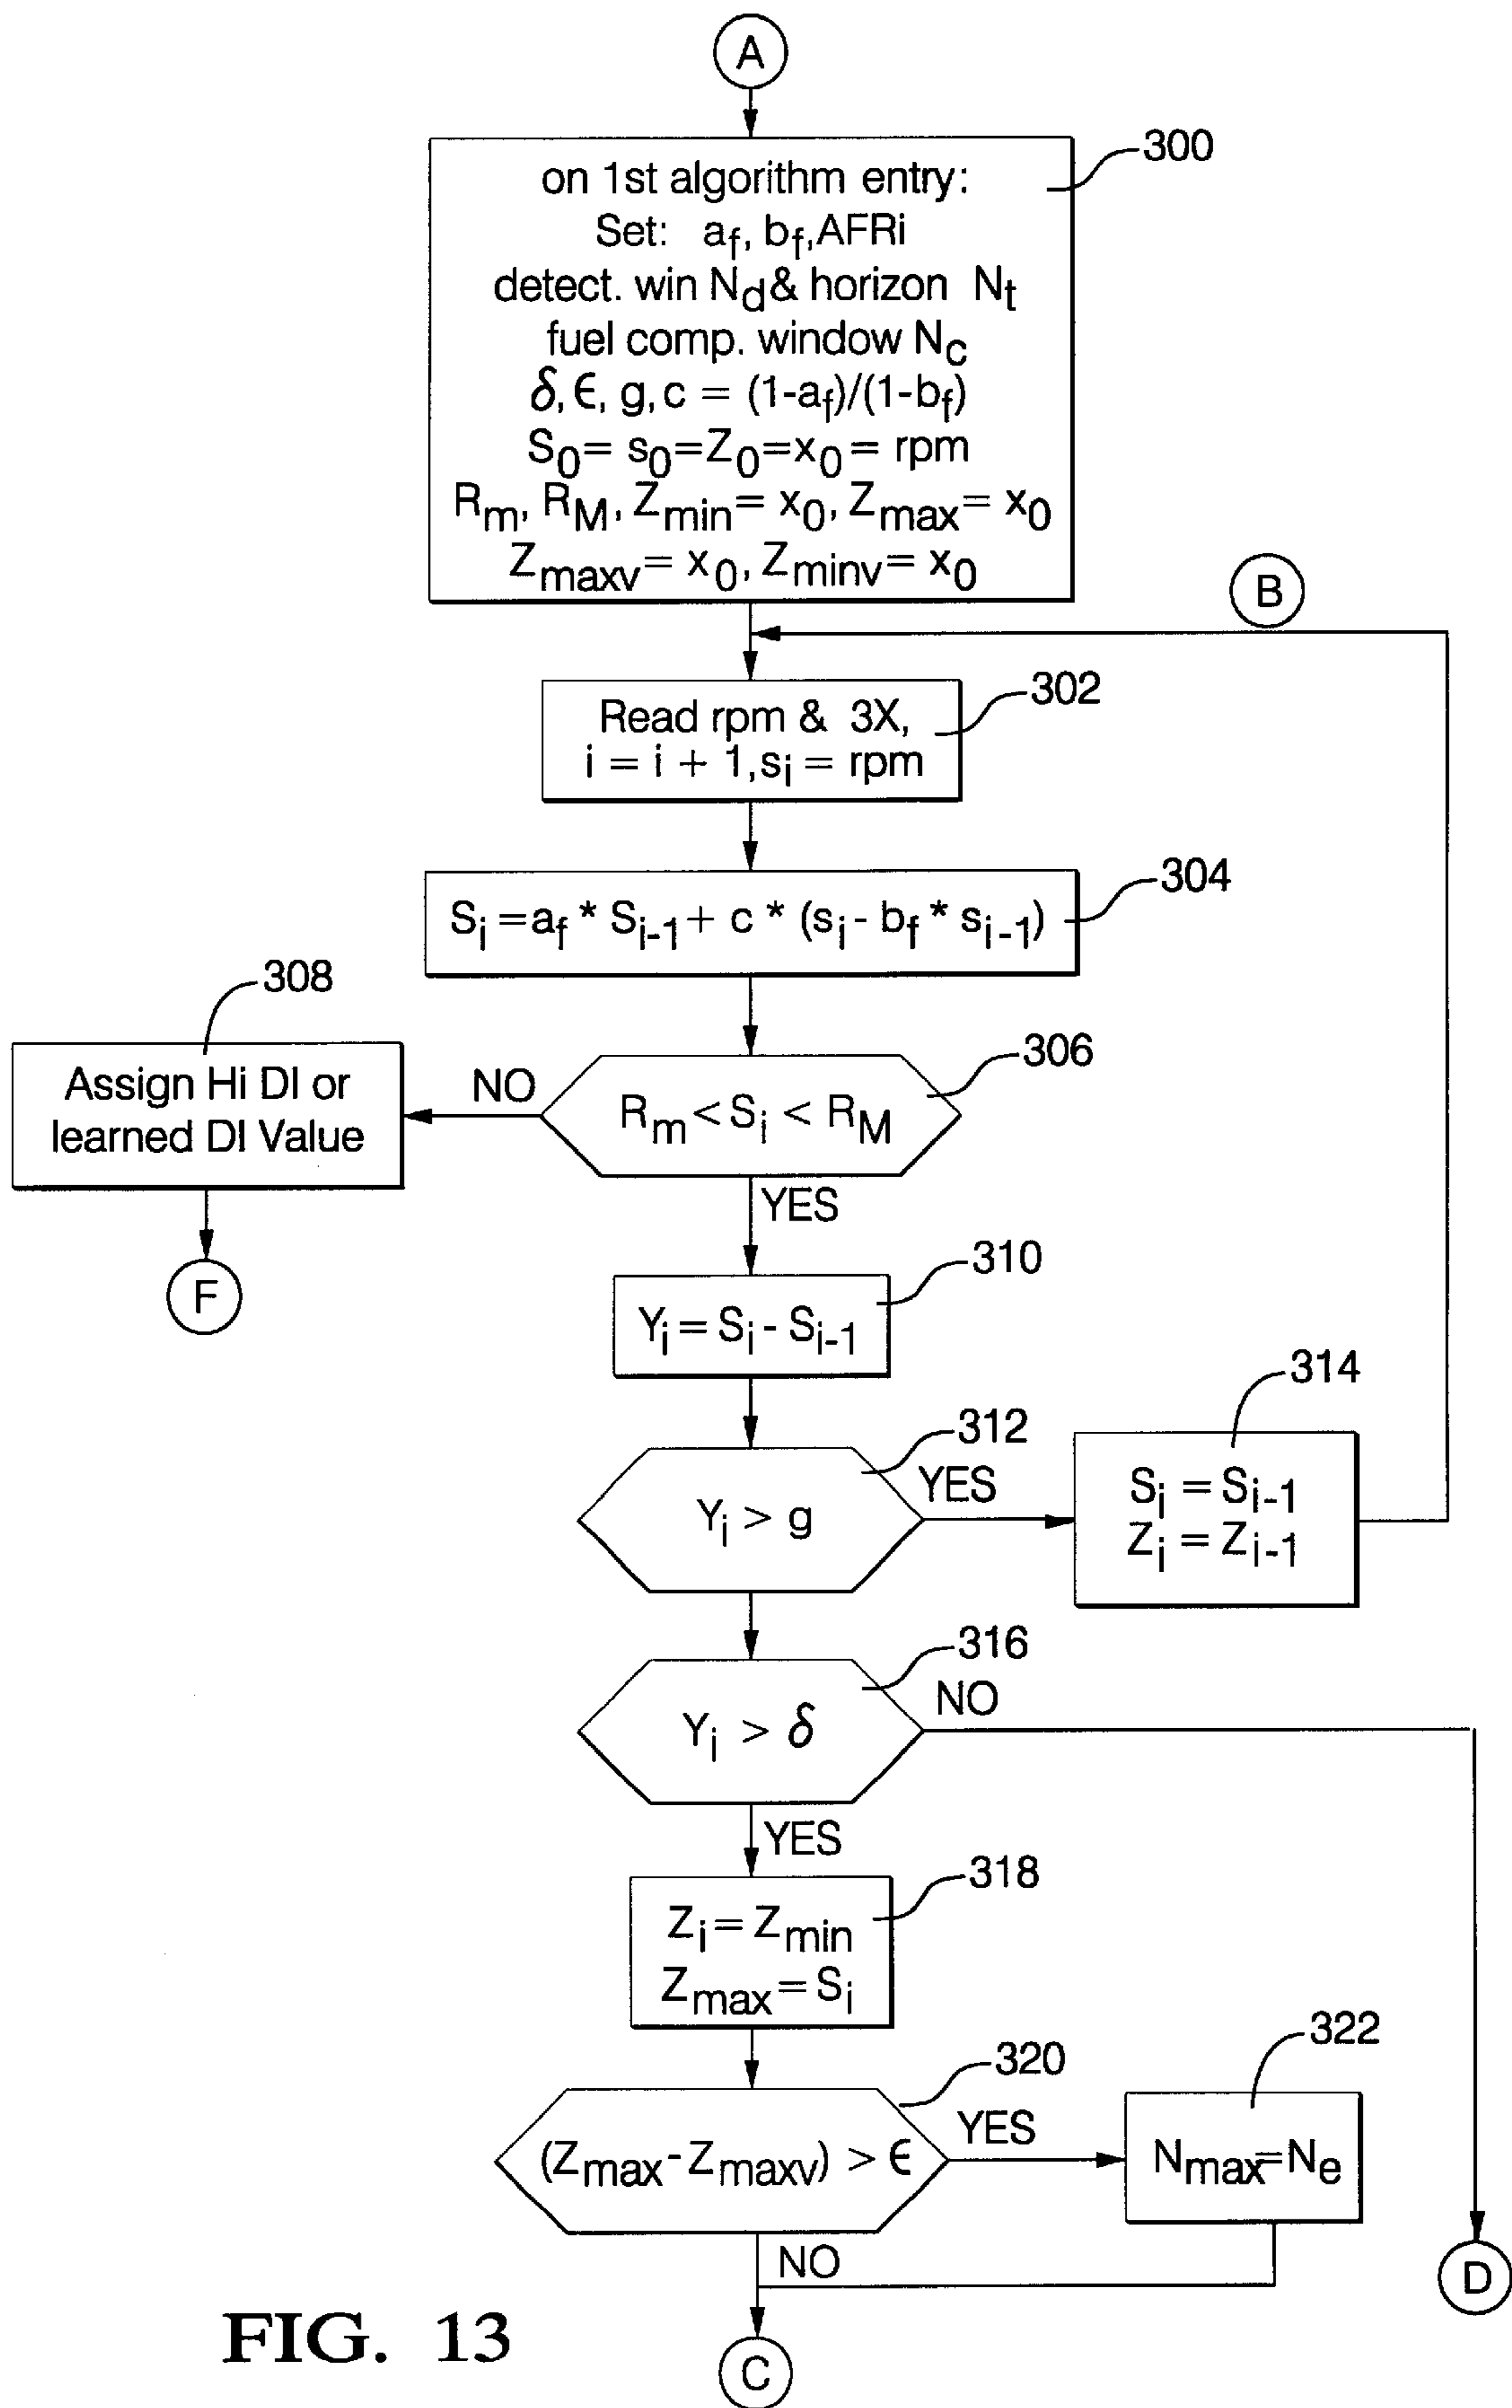 A
300
on 1st algorithm entry:
Set: af, bf,AFRi
detect. win Nd& horizon Nt
fuel comp. window Nc
δ, ϵ, g, c = (1-af)/(1-bf)
S0= s0=Z0=x0= rpm
Rm, RM, Zmin= x0, Zmax= x0
Zmaxv= x0, Zminv= x0
B
302
Read rpm & 3X,
i = i + 1,si = rpm
304
Si =af * Si-1+ c * (si- bf* si-1)
308
Assign Hi DI or
learned DI Value
F
NO
306
Rm < Si < RM
YES
310
Yi= Si- Si-1
312
Yi > g
YES
314
Si = Si-1
Zi = Zi-1
316
Yi > δ
NO
YES
318
Zi= Zmin
Zmax= Si
320
(Zmax- Zmaxv) > ϵ
YES
322
Nmax=Ne
NO
D
C
FIG. 13